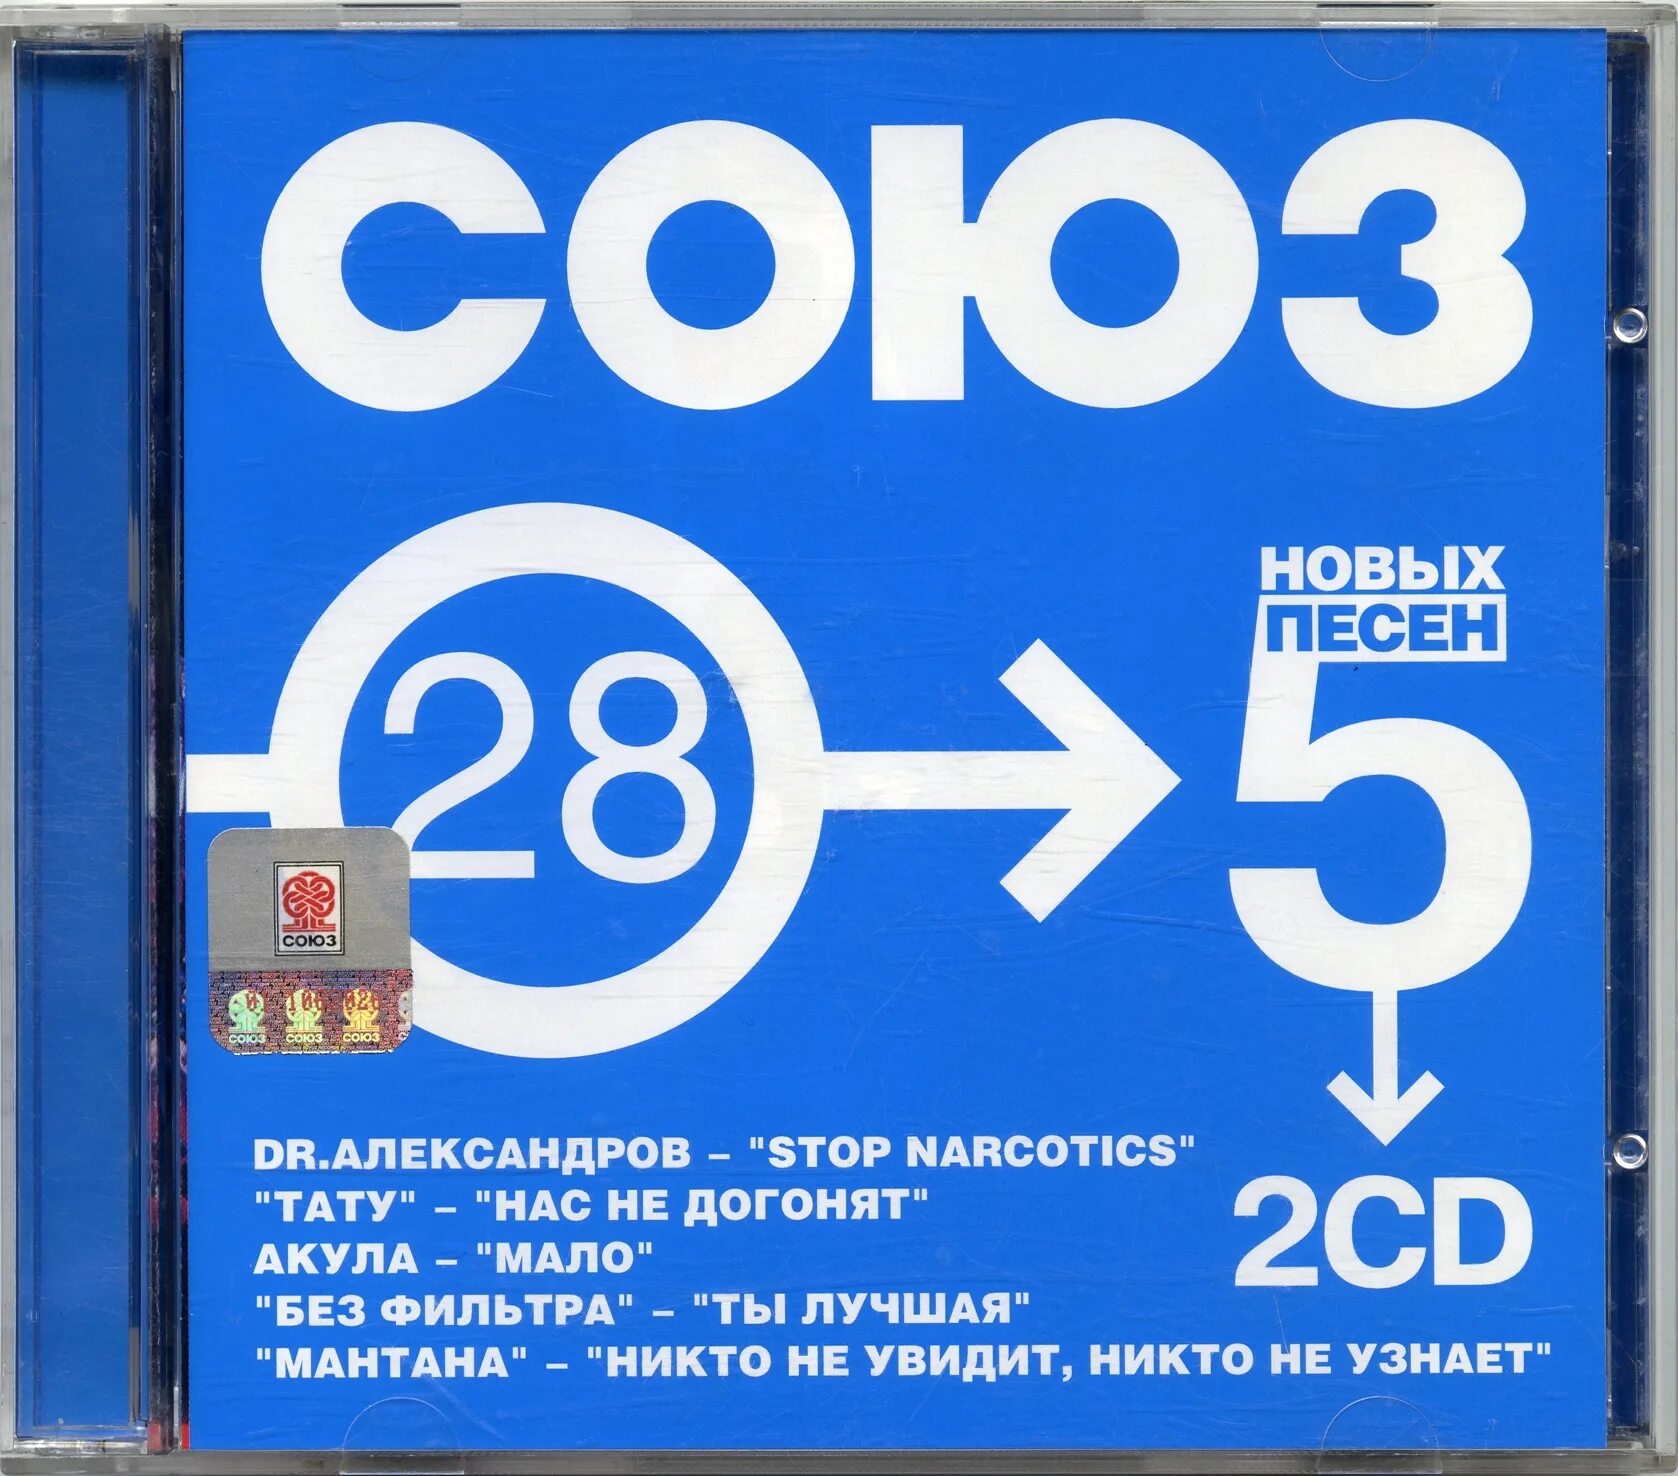 СОЮЗ
НОВЫХ
ПЕСЕН
28
5
СОЮЗ
СОЮЗ СОЮЗ СОЮЗ
2CD
DR.АЛЕКСАНДРОВ – "STOP NARCOTICS"
"ТАТУ" – "НАС НЕ ДОГОНЯТ"
АКУЛА – "МАЛО"
"БЕЗ ФИЛЬТРА" – "ТЫ ЛУЧШАЯ"
"МАНТАНА" – "НИКТО НЕ УВИДИТ, НИКТО НЕ УЗНАЕТ"